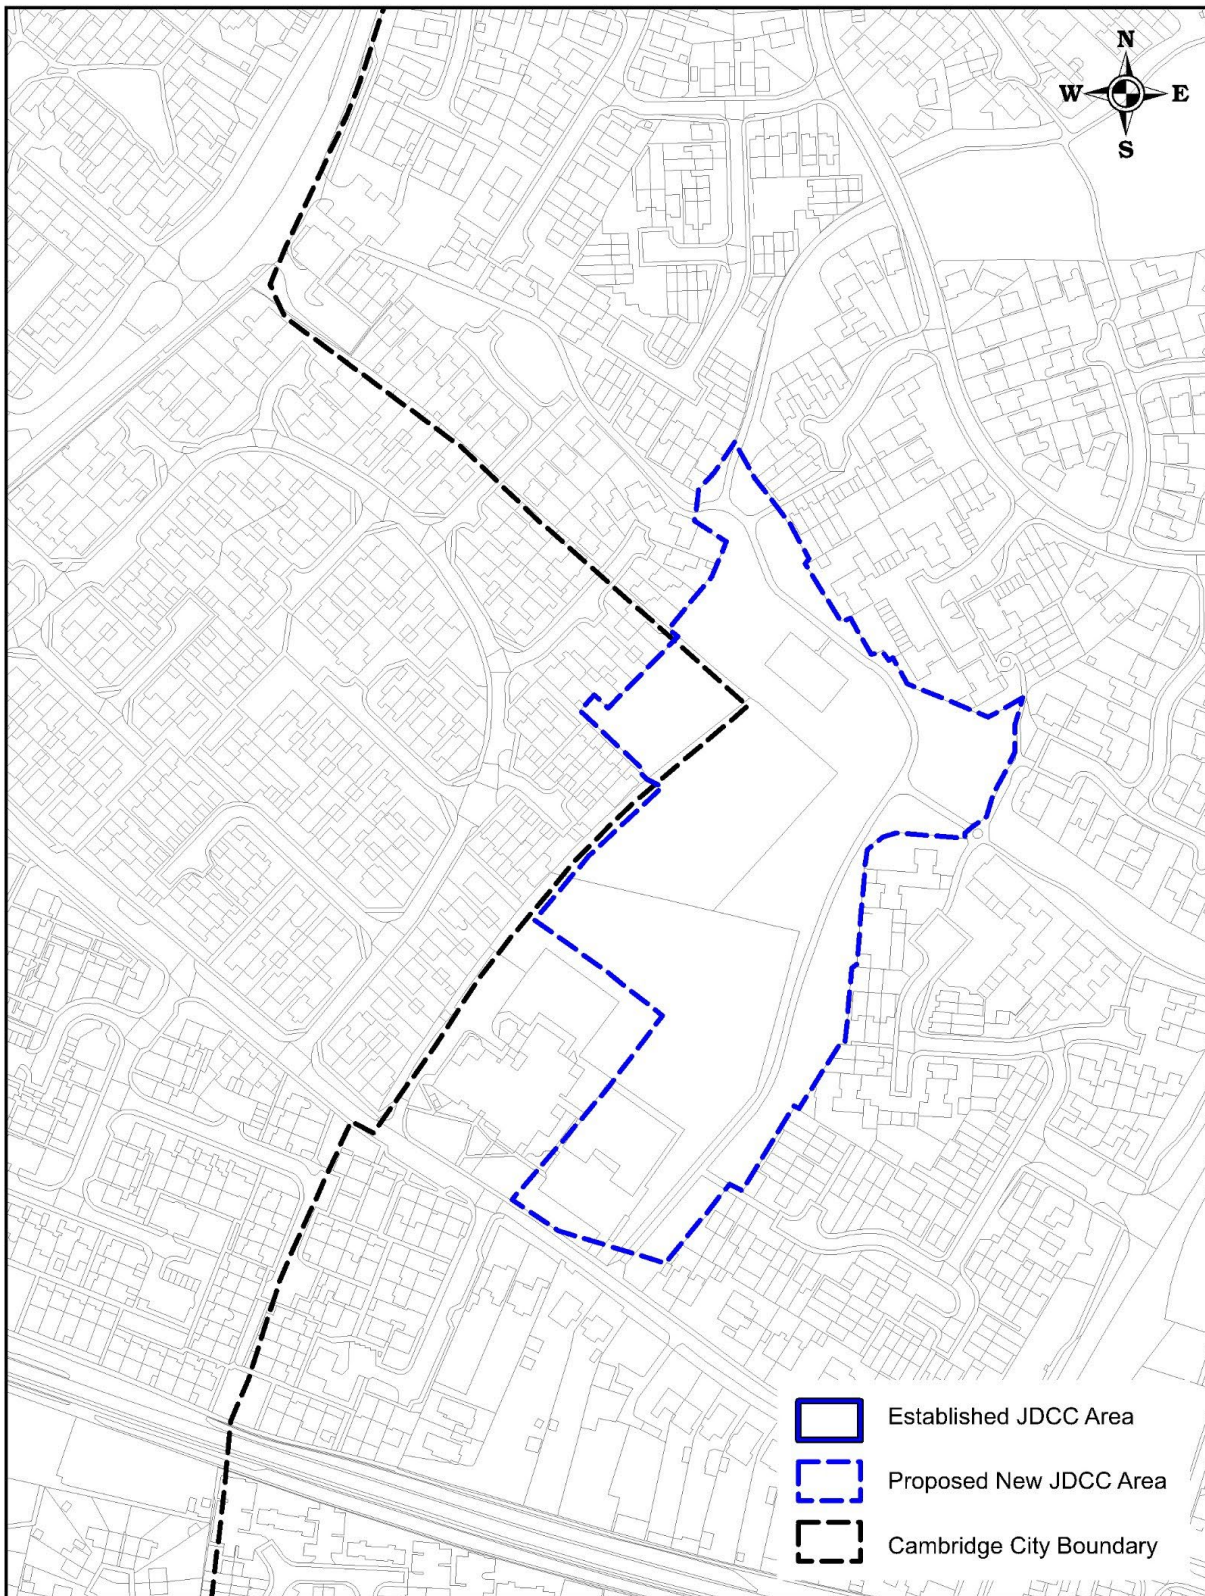 N
W E
S
Established JDCC Area
Proposed New JDCC Area
Cambridge City Boundary